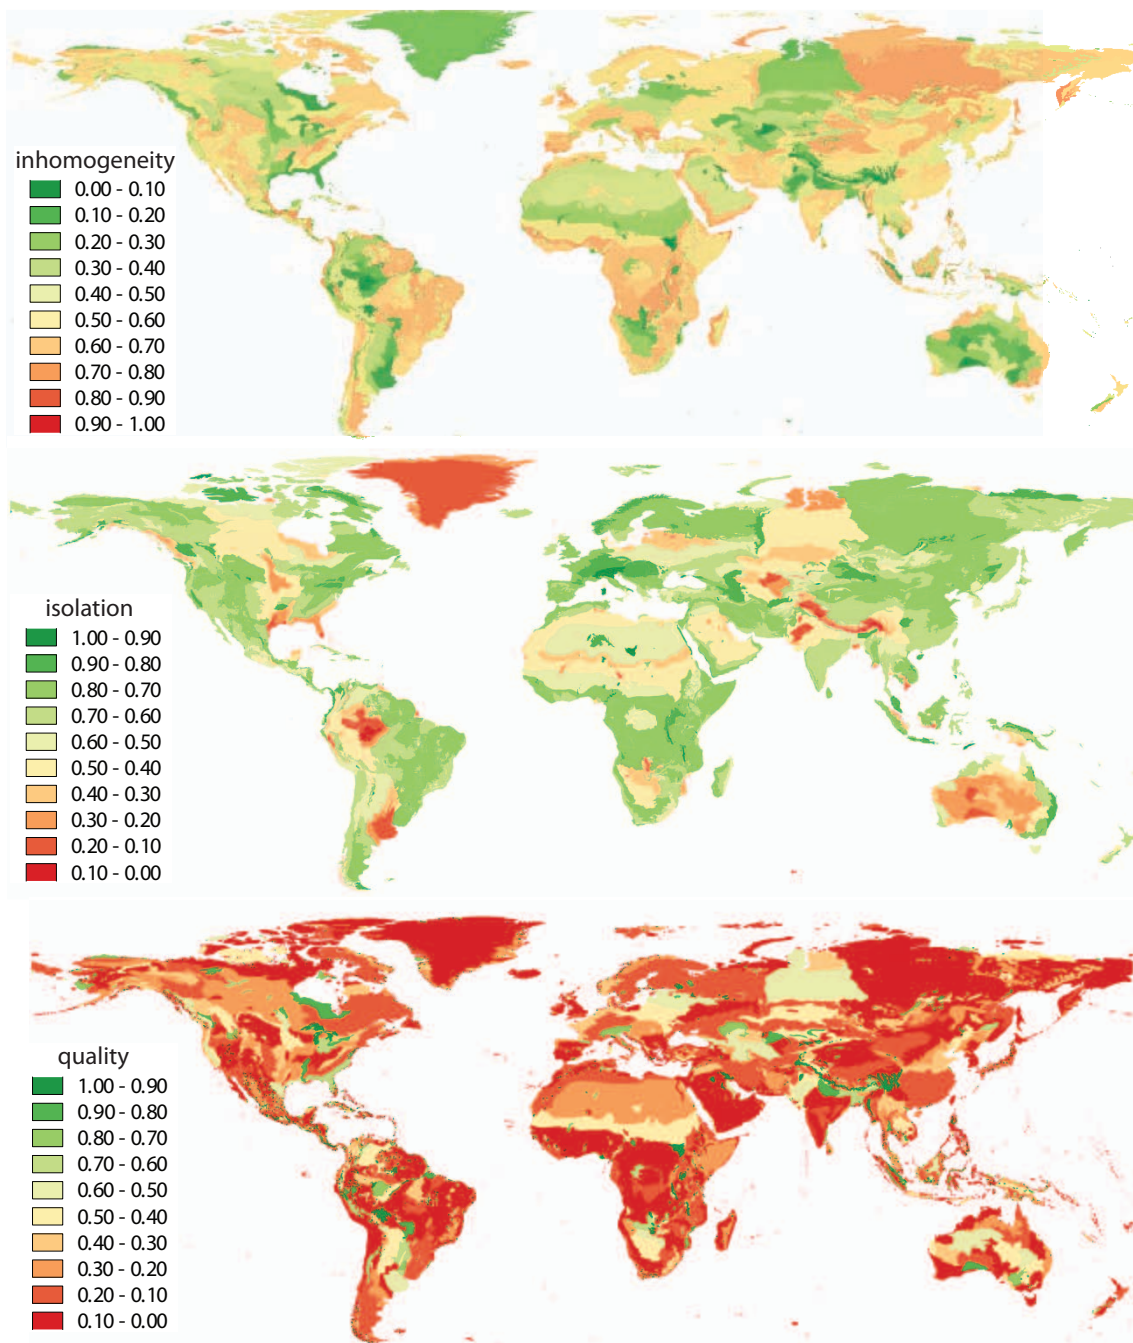 inhomogeneity
0.00 - 0.10
0.10 - 0.20
0.20 - 0.30
0.30 - 0.40
0.40 - 0.50
0.50 - 0.60
0.60 - 0.70
0.70 - 0.80
0.80 - 0.90
0.90 - 1.00
isolation
1.00 - 0.90
0.90 - 0.80
0.80 - 0.70
0.70 - 0.60
0.60 - 0.50
0.50 - 0.40
0.40 - 0.30
0.30 - 0.20
0.20 - 0.10
0.10 - 0.00
quality
1.00 - 0.90
0.90 - 0.80
0.80 - 0.70
0.70 - 0.60
0.60 - 0.50
0.50 - 0.40
0.40 - 0.30
0.30 - 0.20
0.20 - 0.10
0.10 - 0.00